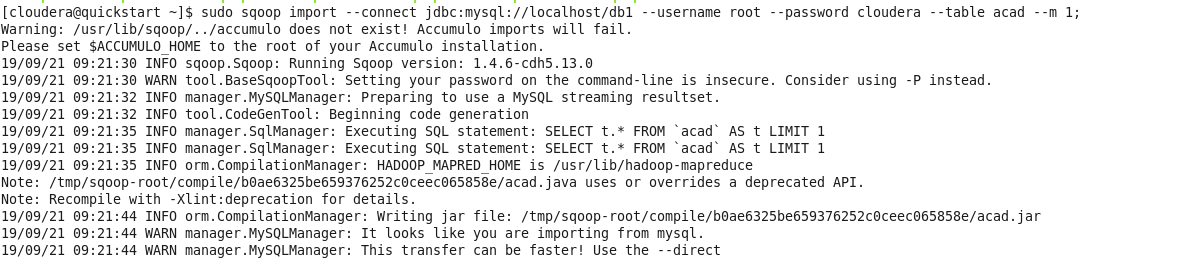 [cloudera@quickstart ~]$ sudo sqoop import --connect jdbc:mysql://localhost/db1 --username root --password cloudera --table acad --m 1;
Warning: /usr/lib/sqoop/../accumulo does not exist! Accumulo imports will fail.
Please set $ACCUMULO_HOME to the root of your Accumulo installation.
19/09/21 09:21:30 INFO sqoop.Sqoop: Running Sqoop version: 1.4.6-cdh5.13.0
19/09/21 09:21:30 WARN tool.BaseSqoopTool: Setting your password on the command-line is insecure. Consider using -P instead.
19/09/21 09:21:32 INFO manager.MySQLManager: Preparing to use a MySQL streaming resultset.
19/09/21 09:21:32 INFO tool.CodeGenTool: Beginning code generation
19/09/21 09:21:35 INFO manager.SqlManager: Executing SQL statement: SELECT t.* FROM `acad` AS t LIMIT 1
19/09/21 09:21:35 INFO manager.SqlManager: Executing SQL statement: SELECT t.* FROM `acad` AS t LIMIT 1
19/09/21 09:21:35 INFO orm.CompilationManager: HADOOP_MAPRED_HOME is /usr/lib/hadoop-mapreduce
Note: /tmp/sqoop-root/compile/b0ae6325be659376252c0ceec065858e/acad.java uses or overrides a deprecated API.
Note: Recompile with -Xlint:deprecation for details.
19/09/21 09:21:44 INFO orm.CompilationManager: Writing jar file: /tmp/sqoop-root/compile/b0ae6325be659376252c0ceec065858e/acad.jar
19/09/21 09:21:44 WARN manager.MySQLManager: It looks like you are importing from mysql.
19/09/21 09:21:44 WARN manager.MySQLManager: This transfer can be faster! Use the --direct